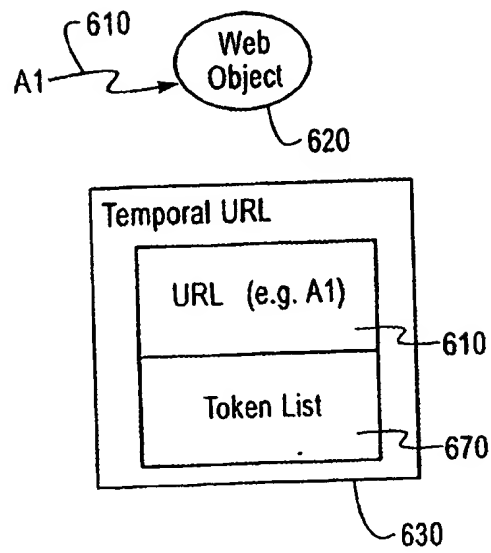 610
A1
Web
Object
620
Temporal URL
URL (e.g. A1)
610
Token List
670
630